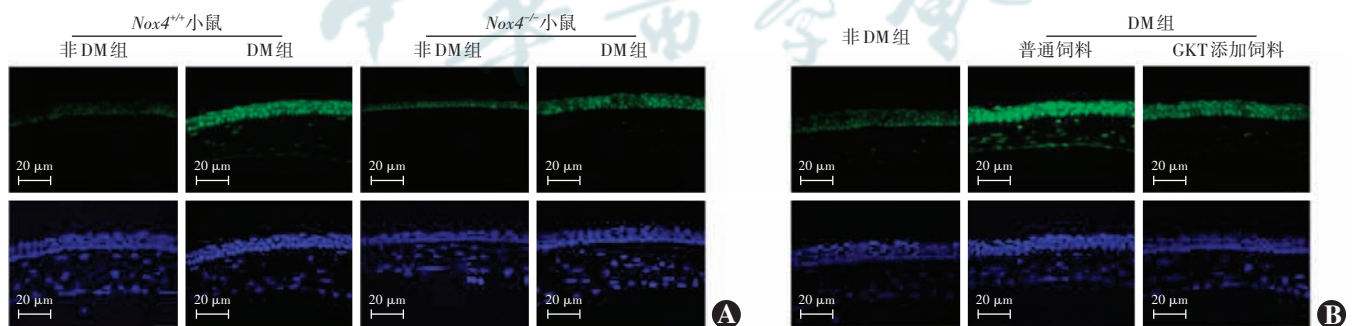 Nox4+/+小鼠 Nox4-/-小鼠
非DM组 DM组 非DM组 DM组
20 μm 20 μm 20 μm 20 μm
20 μm 20 μm 20 μm 20 μm
A
非DM组 DM组
普通饲料 GKT添加饲料
20 μm 20 μm 20 μm
20 μm 20 μm 20 μm
B